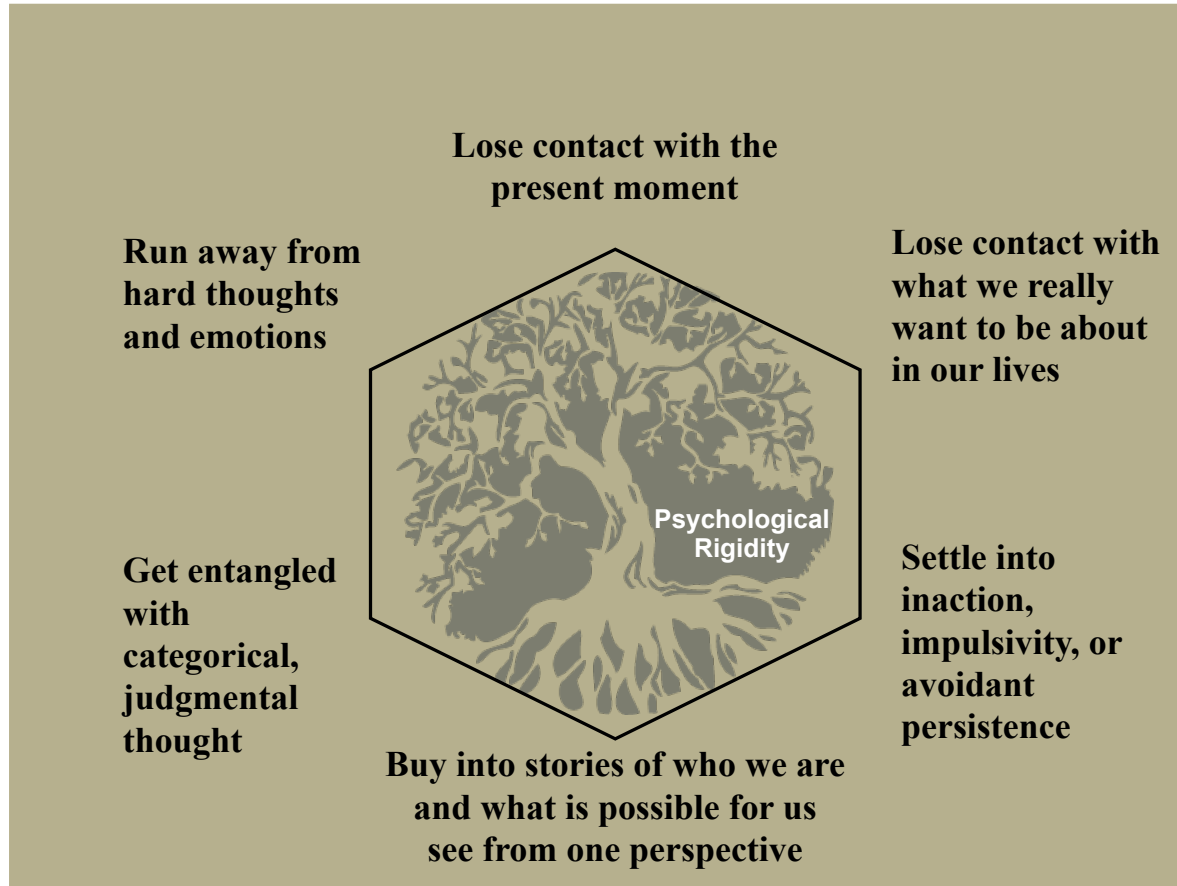 Lose contact with the
present moment
Run away from
hard thoughts
and emotions
Lose contact with
what we really
want to be about
in our lives
Psychological
Rigidity
Get entangled
with
categorical,
judgmental
thought
Settle into
inaction,
impulsivity, or
avoidant
persistence
Buy into stories of who we are
and what is possible for us
see from one perspective